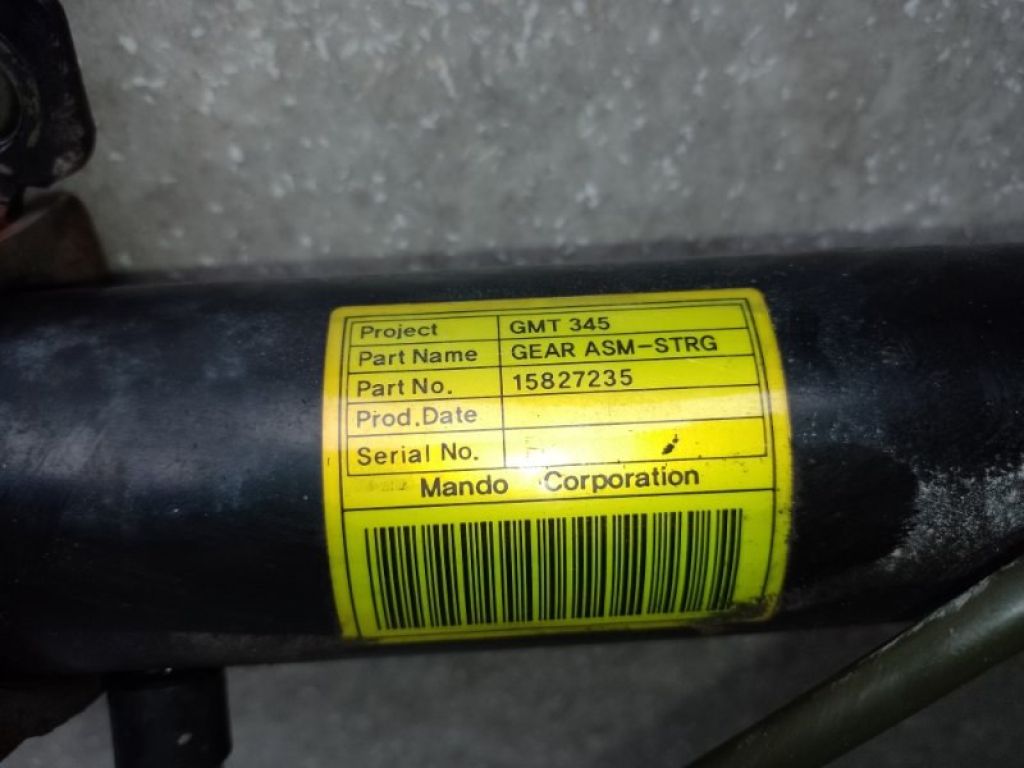 Project GMT 345
Part Name GEAR ASM-STRG
Part No. 15827235
Prod.Date
Serial No.
Mando Corporation